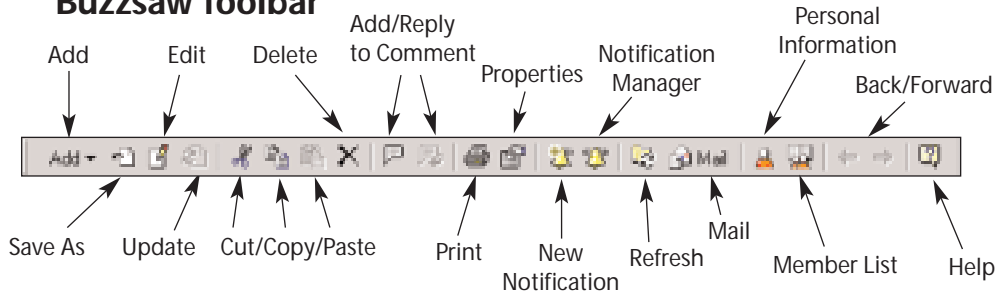 Buzzsaw Toolbar
Add
Edit
Delete
Add/Reply
to Comment
Properties
Notification
Manager
Personal
Information
Back/Forward
Add
Mail
Save As
Update
Cut/Copy/Paste
Print
New
Notification
Refresh
Mail
Member List
Help